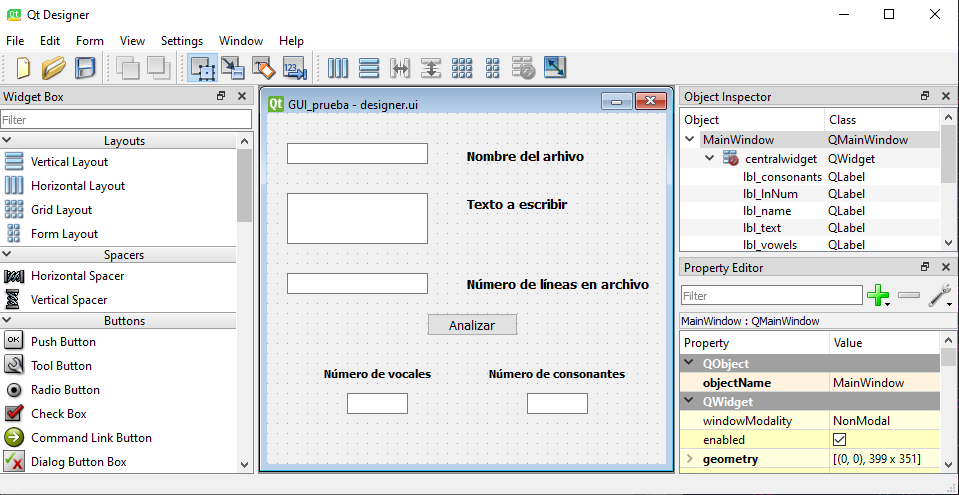 Qt Designer
File Edit Form View Settings Window Help
Widget Box
Filter
Layouts
Vertical Layout
Horizontal Layout
Grid Layout
Form Layout
Spacers
Horizontal Spacer
Vertical Spacer
Buttons
OK Push Button
Tool Button
Radio Button
Check Box
Command Link Button
Dialog Button Box
Qt GUI_prueba - designer.ui
Nombre del arhivo
Texto a escribir
Número de líneas en archivo
Analizar
Número de vocales Número de consonantes
Object Inspector
Object Class
MainWindow QMainWindow
centralwidget QWidget
lbl_consonants QLabel
lbl_lnNum QLabel
lbl_name QLabel
lbl_text QLabel
lbl_vowels QLabel
Property Editor
Filter
MainWindow : QMainWindow
Property Value
QObject
objectName MainWindow
QWidget
windowModality NonModal
enabled
geometry [(0, 0), 399 x 351]